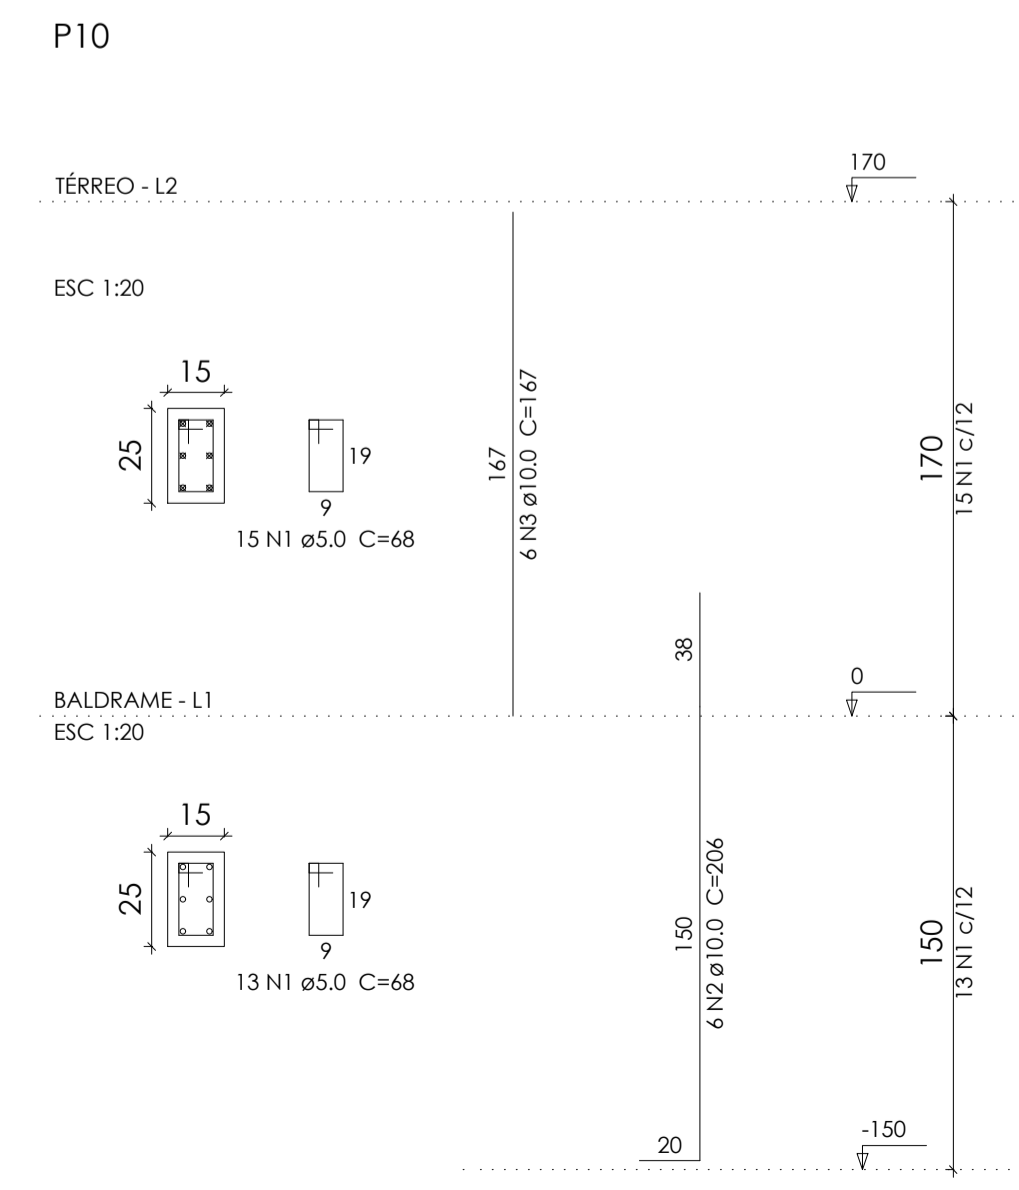 P10
170
TÉRREO - L2
ESC 1:20
15
25
19
9
15 N1 ø5.0 C=68
167
6 N3 ø10.0 C=167
170
15 N1 c/12
38
0
BALDRAME - L1
ESC 1:20
15
25
19
9
13 N1 ø5.0 C=68
150
6 N2 ø10.0 C=206
150
13 N1 c/12
20
-150